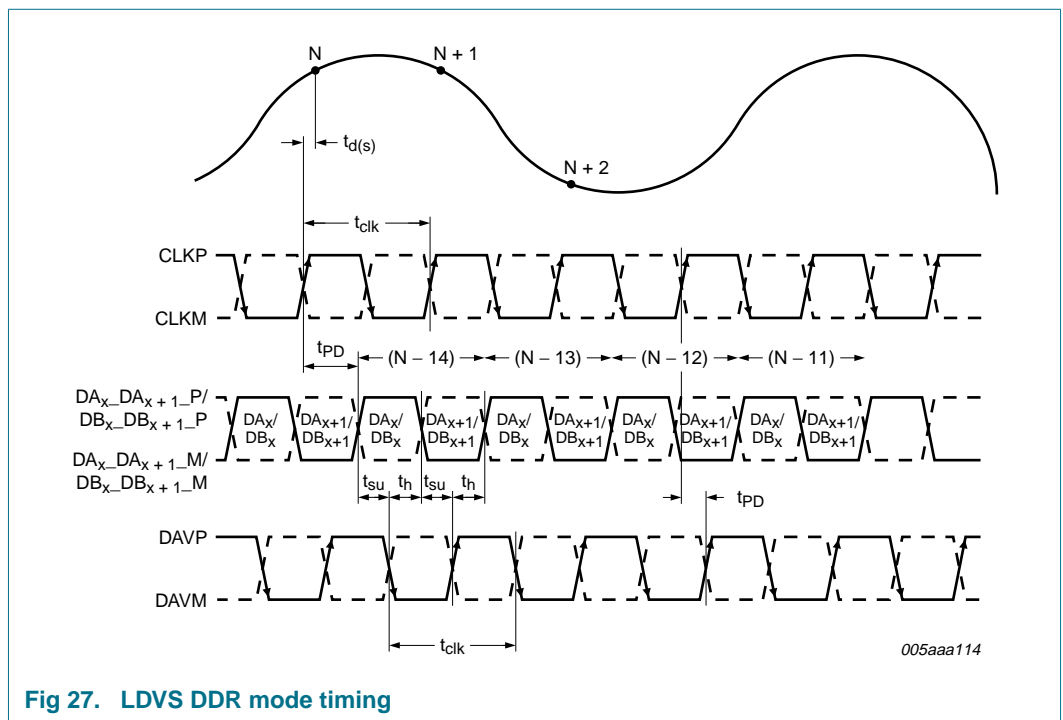 N
N + 1
td(s)
N + 2
tclk
CLKP
CLKM
tPD
(N − 14)
(N − 13)
(N − 12)
(N − 11)
DAx_DAx + 1_P/
DBx_DBx + 1_P
DAx/
DBx
DAx+1/
DBx+1
DAx/
DBx
DAx+1/
DBx+1
DAx/
DBx
DAx+1/
DBx+1
DAx/
DBx
DAx+1/
DBx+1
DAx/
DBx
DAx+1/
DBx+1
DAx_DAx + 1_M/
DBx_DBx + 1_M
tsu
th
tsu
th
tPD
DAVP
DAVM
tclk
005aaa114
Fig 27. LDVS DDR mode timing